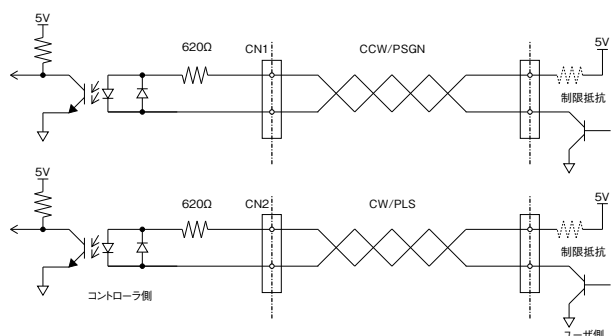 5V
620Ω
CN1
CCW/PSGN
5V
制限抵抗
5V
620Ω
CN2
CW/PLS
5V
制限抵抗
コントローラ側
ユーザ側